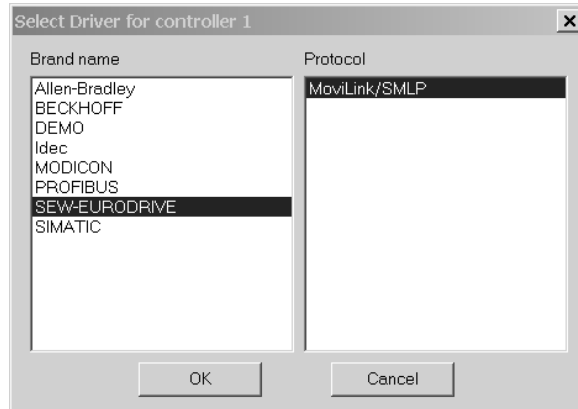 Select Driver for controller 1
Brand name
Protocol
Allen-Bradley
BECKHOFF
DEMO
Idec
MODICON
PROFIBUS
SEW-EURODRIVE
SIMATIC
MoviLink/SMLP
OK
Cancel